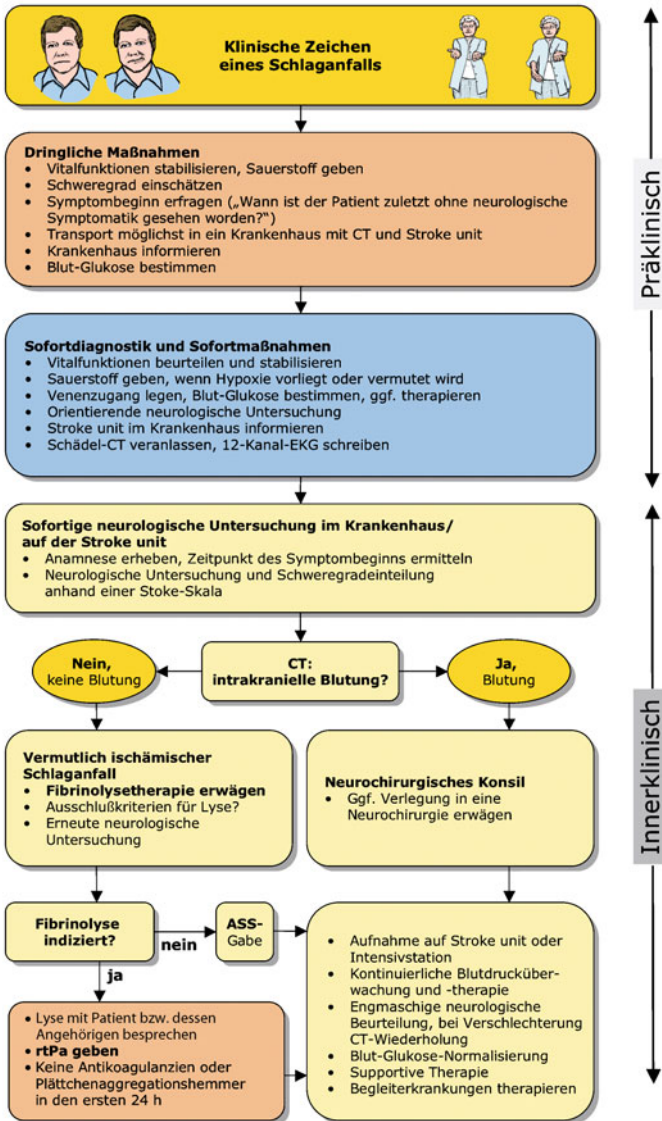 Klinische Zeichen
eines Schlaganfalls
Dringliche Maßnahmen
• Vitalfunktionen stabilisieren, Sauerstoff geben
• Schweregrad einschätzen
• Symptombeginn erfragen („Wann ist der Patient zuletzt ohne neurologische
Symptomatik gesehen worden?“)
• Transport möglichst in ein Krankenhaus mit CT und Stroke unit
• Krankenhaus informieren
• Blut-Glukose bestimmen
Präklinisch
Sofortdiagnostik und Sofortmaßnahmen
• Vitalfunktionen beurteilen und stabilisieren
• Sauerstoff geben, wenn Hypoxie vorliegt oder vermutet wird
• Venenzugang legen, Blut-Glukose bestimmen, ggf. therapieren
• Orientierende neurologische Untersuchung
• Stroke unit im Krankenhaus informieren
• Schädel-CT veranlassen, 12-Kanal-EKG schreiben
Sofortige neurologische Untersuchung im Krankenhaus/
auf der Stroke unit
• Anamnese erheben, Zeitpunkt des Symptombeginns ermitteln
• Neurologische Untersuchung und Schweregradeinteilung
anhand einer Stoke-Skala
Nein,
keine Blutung
CT:
intrakranielle Blutung?
Ja,
Blutung
Innerklinisch
Vermutlich ischämischer
Schlaganfall
• Fibrinolysetherapie erwägen
• Ausschlußkriterien für Lyse?
• Erneute neurologische
Untersuchung
Neurochirurgisches Konsil
• Ggf. Verlegung in eine
Neurochirurgie erwägen
Fibrinolyse
indiziert?
nein
ASS-
Gabe
ja
• Lyse mit Patient bzw. dessen
Angehörigen besprechen
• rtPa geben
• Keine Antikoagulanzien oder
Plättchenaggregationshemmer
in den ersten 24 h
• Aufnahme auf Stroke unit oder
Intensivstation
• Kontinuierliche Blutdrucküber-
wachung und -therapie
• Engmaschige neurologische
Beurteilung, bei Verschlechterung
CT-Wiederholung
• Blut-Glukose-Normalisierung
• Supportive Therapie
• Begleiterkrankungen therapieren